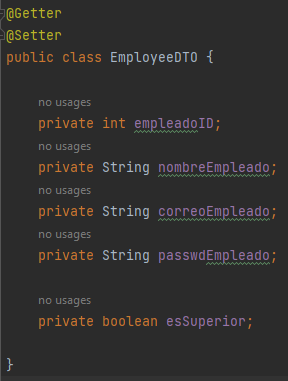 @Getter
@Setter
public class EmployeeDTO {
no usages
private int empleadoID;
no usages
private String nombreEmpleado;
no usages
private String correoEmpleado;
no usages
private String passwdEmpleado;
no usages
private boolean esSuperior;
}